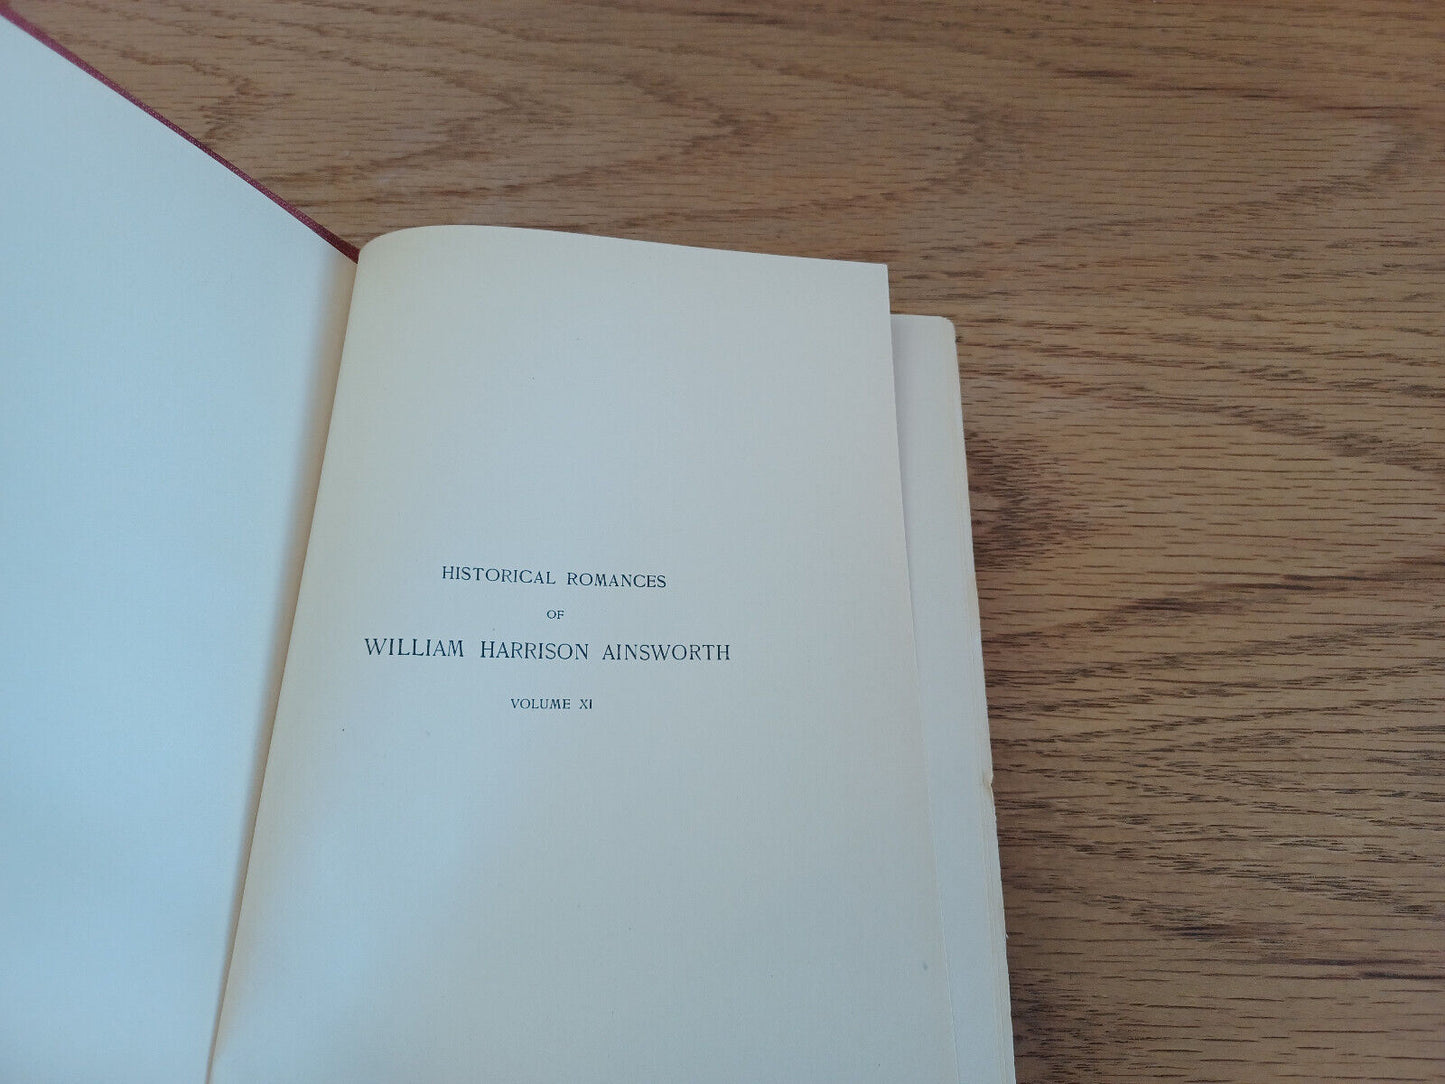 HISTORICAL ROMANCES
OF
WILLIAM HARRISON AINSWORTH
VOLUME XI